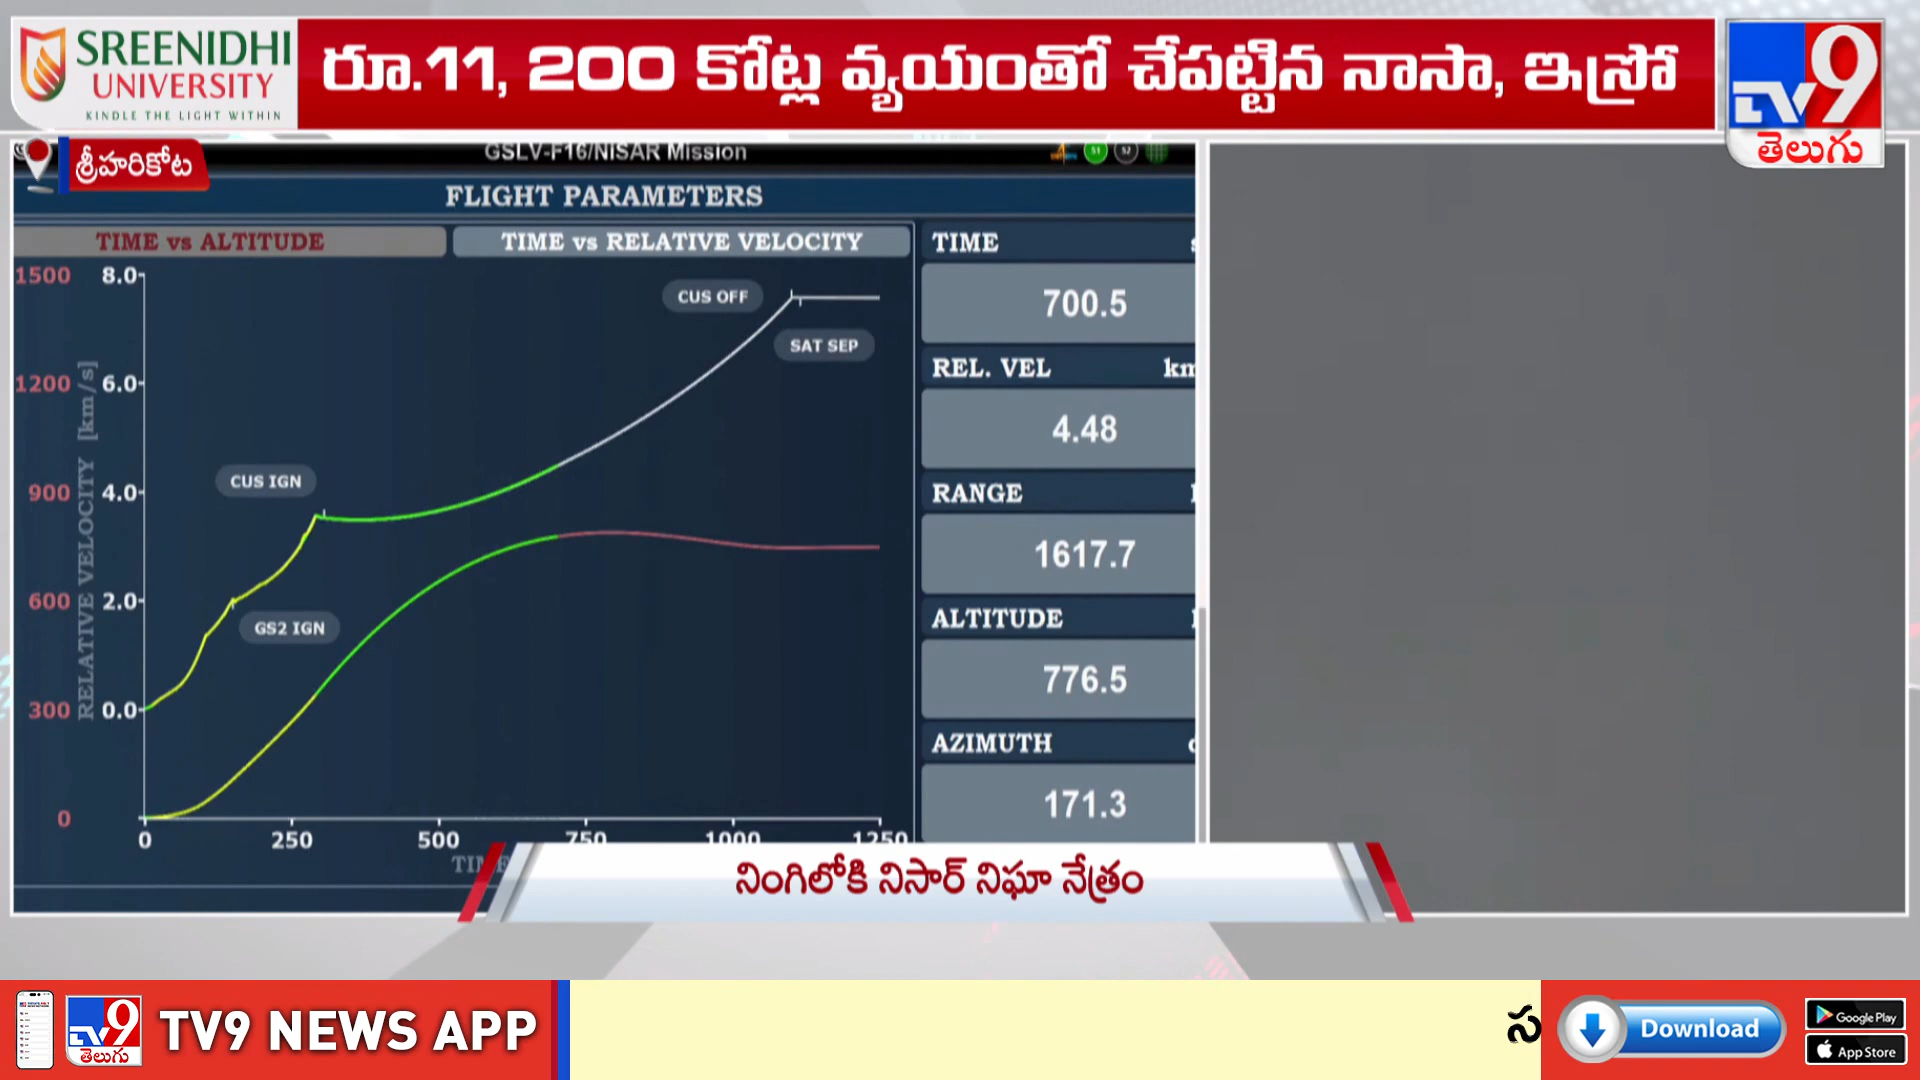 SREENIDHI
UNIVERSITY
KINDLE THE LIGHT WITHIN
రూ.11, 200 కోట్ల వ్యయంతో చేపట్టిన నాసా, ఇస్రో
TV9
తెలుగు
శ్రీహరికోట
GSLV-F16/NISAR Mission
S1
S2
FLIGHT PARAMETERS
TIME vs ALTITUDE
TIME vs RELATIVE VELOCITY
1500
1200
900
600
300
0
RELATIVE VELOCITY [km/s]
8.0
6.0
4.0
2.0
0.0
CUS OFF
SAT SEP
CUS IGN
GS2 IGN
0 250 500 750 1000 1250
TIME
700.5
REL. VEL
4.48
RANGE
1617.7
ALTITUDE
776.5
AZIMUTH
171.3
నింగిలోకి నిసార్ నిఘా నేత్రం
TV9
తెలుగు
TV9 NEWS APP
స
Download
Google Play
App Store